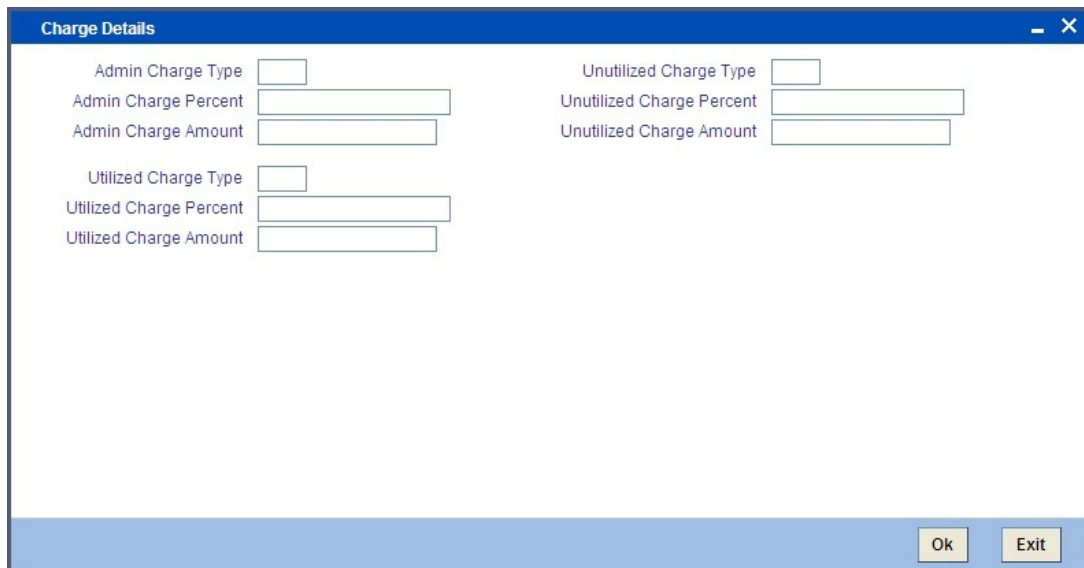 Charge Details
Admin Charge Type
Admin Charge Percent
Admin Charge Amount
Utilized Charge Type
Utilized Charge Percent
Utilized Charge Amount
Unutilized Charge Type
Unutilized Charge Percent
Unutilized Charge Amount
Ok Exit